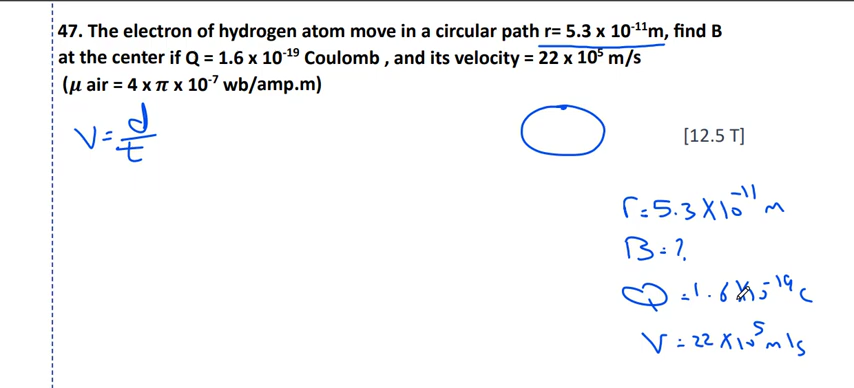 47. The electron of hydrogen atom move in a circular path r= 5.3 x 10⁻¹¹m, find B
at the center if Q = 1.6 x 10⁻¹⁹ Coulomb , and its velocity = 22 x 10⁵ m/s
(μ air = 4 x π x 10⁻⁷ wb/amp.m)
V = d/t
[12.5 T]
r = 5.3 X 10⁻¹¹ m
B = ?
Q = 1.6 X 10⁻¹⁹ C
V = 22 X 10⁵ m/s